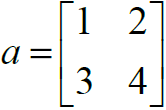 a = [1 2
3 4]